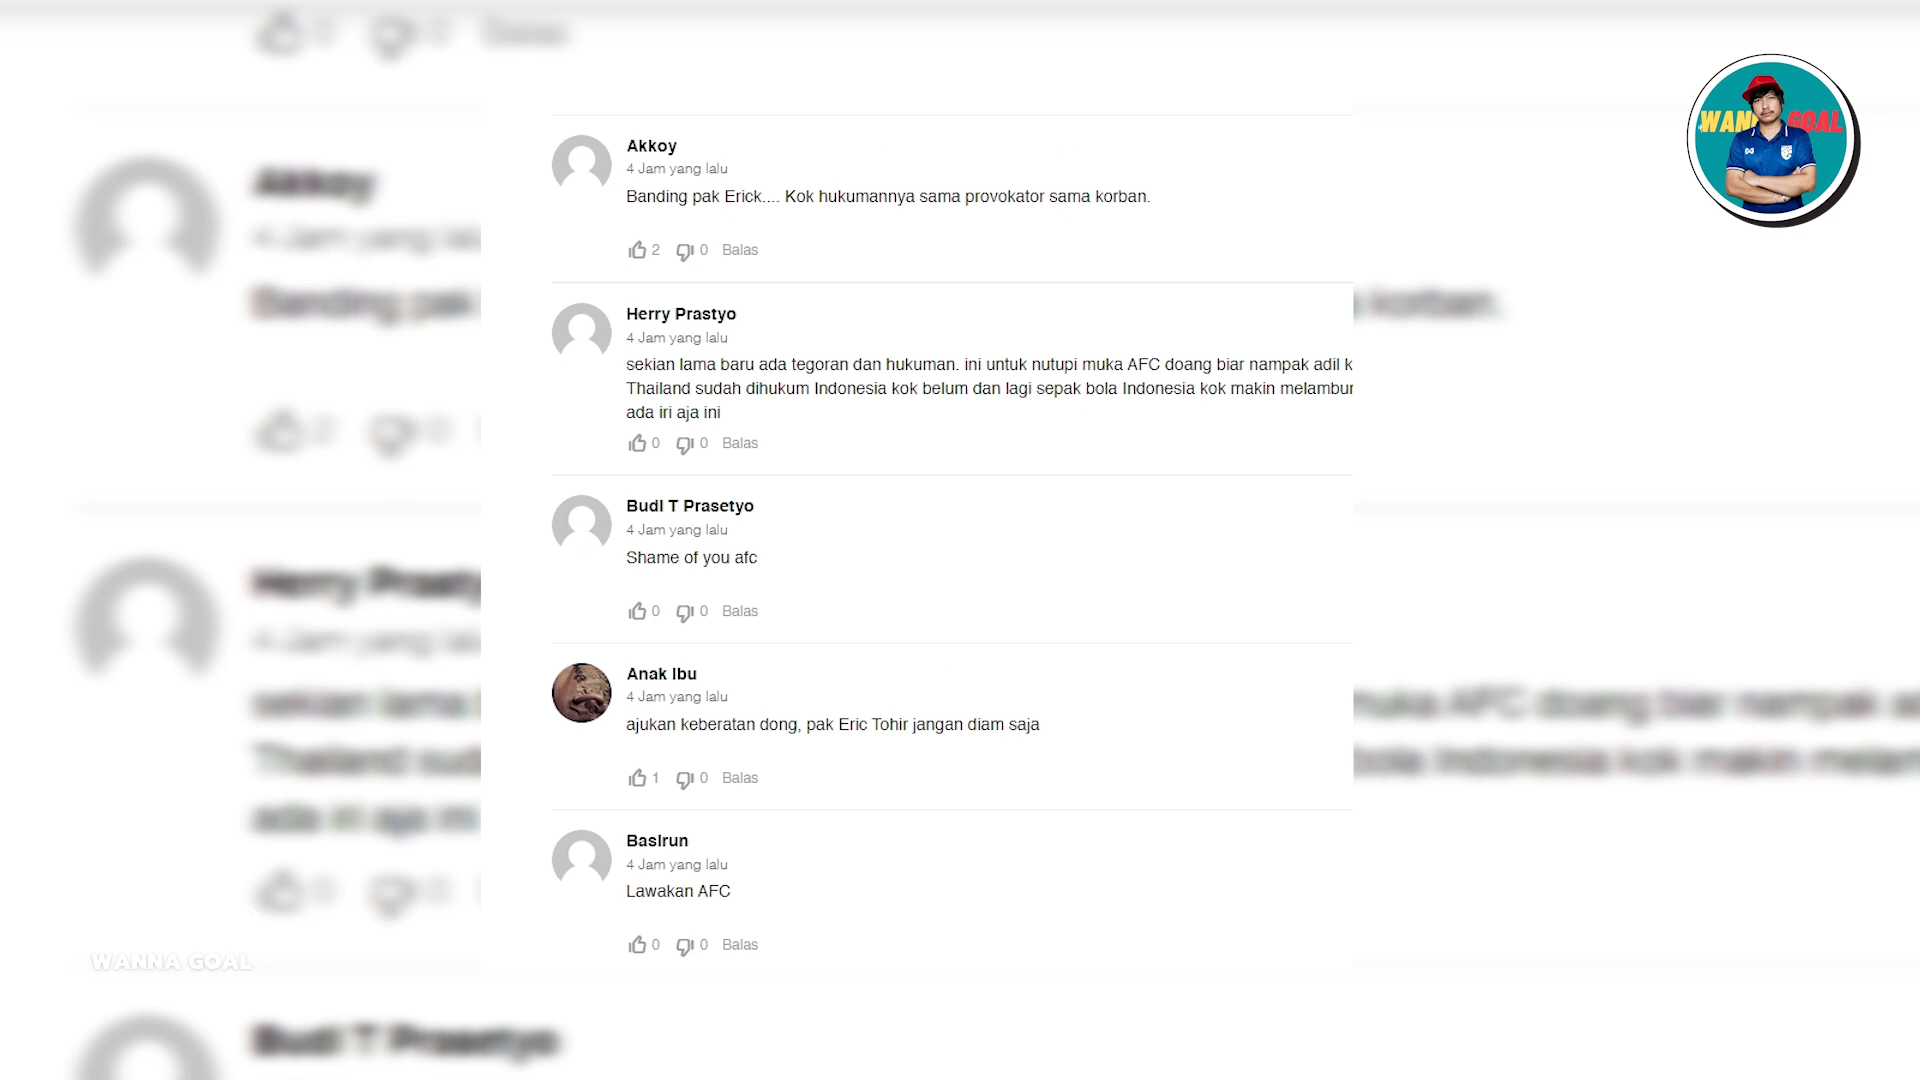 WANNA GOAL
Akkoy
4 Jam yang lalu
Banding pak Erick.... Kok hukumannya sama provokator sama korban.
2 0 Balas
Herry Prastyo
4 Jam yang lalu
sekian lama baru ada tegoran dan hukuman. ini untuk nutupi muka AFC doang biar nampak adil k
Thailand sudah dihukum Indonesia kok belum dan lagi sepak bola Indonesia kok makin melambun
ada iri aja ini
0 0 Balas
Budi T Prasetyo
4 Jam yang lalu
Shame of you afc
0 0 Balas
Anak Ibu
4 Jam yang lalu
ajukan keberatan dong, pak Eric Tohir jangan diam saja
1 0 Balas
Basirun
4 Jam yang lalu
Lawakan AFC
0 0 Balas
WANNA GOAL